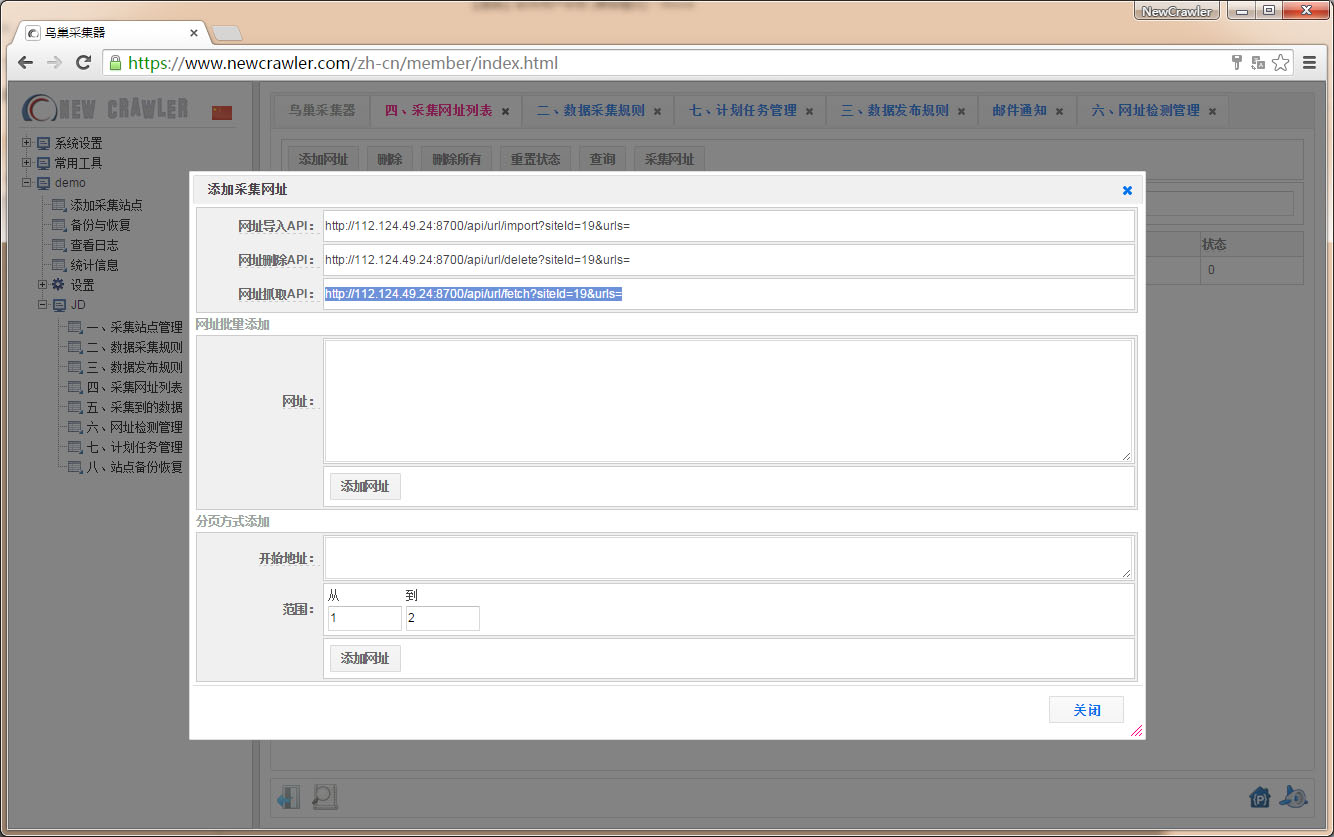 NewCrawler
鸟巢采集器
https://www.newcrawler.com/zh-cn/member/index.html
NEW CRAWLER
系统设置
常用工具
demo
添加采集站点
备份与恢复
查看日志
统计信息
设置
JD
一、采集站点管理
二、数据采集规则
三、数据发布规则
四、采集网址列表
五、采集到的数据
六、网址检测管理
七、计划任务管理
八、站点备份恢复
鸟巢采集器 四、采集网址列表 二、数据采集规则 七、计划任务管理 三、数据发布规则 邮件通知 六、网址检测管理
添加网址 删除 删除所有 重置状态 查询 采集网址
状态
0
添加采集网址
网址导入API： http://112.124.49.24:8700/api/url/import?siteId=19&urls=
网址删除API： http://112.124.49.24:8700/api/url/delete?siteId=19&urls=
网址抓取API： http://112.124.49.24:8700/api/url/fetch?siteId=19&urls=
网址批量添加
网址：
添加网址
分页方式添加
开始地址：
从 到
范围： 1 2
添加网址
关闭